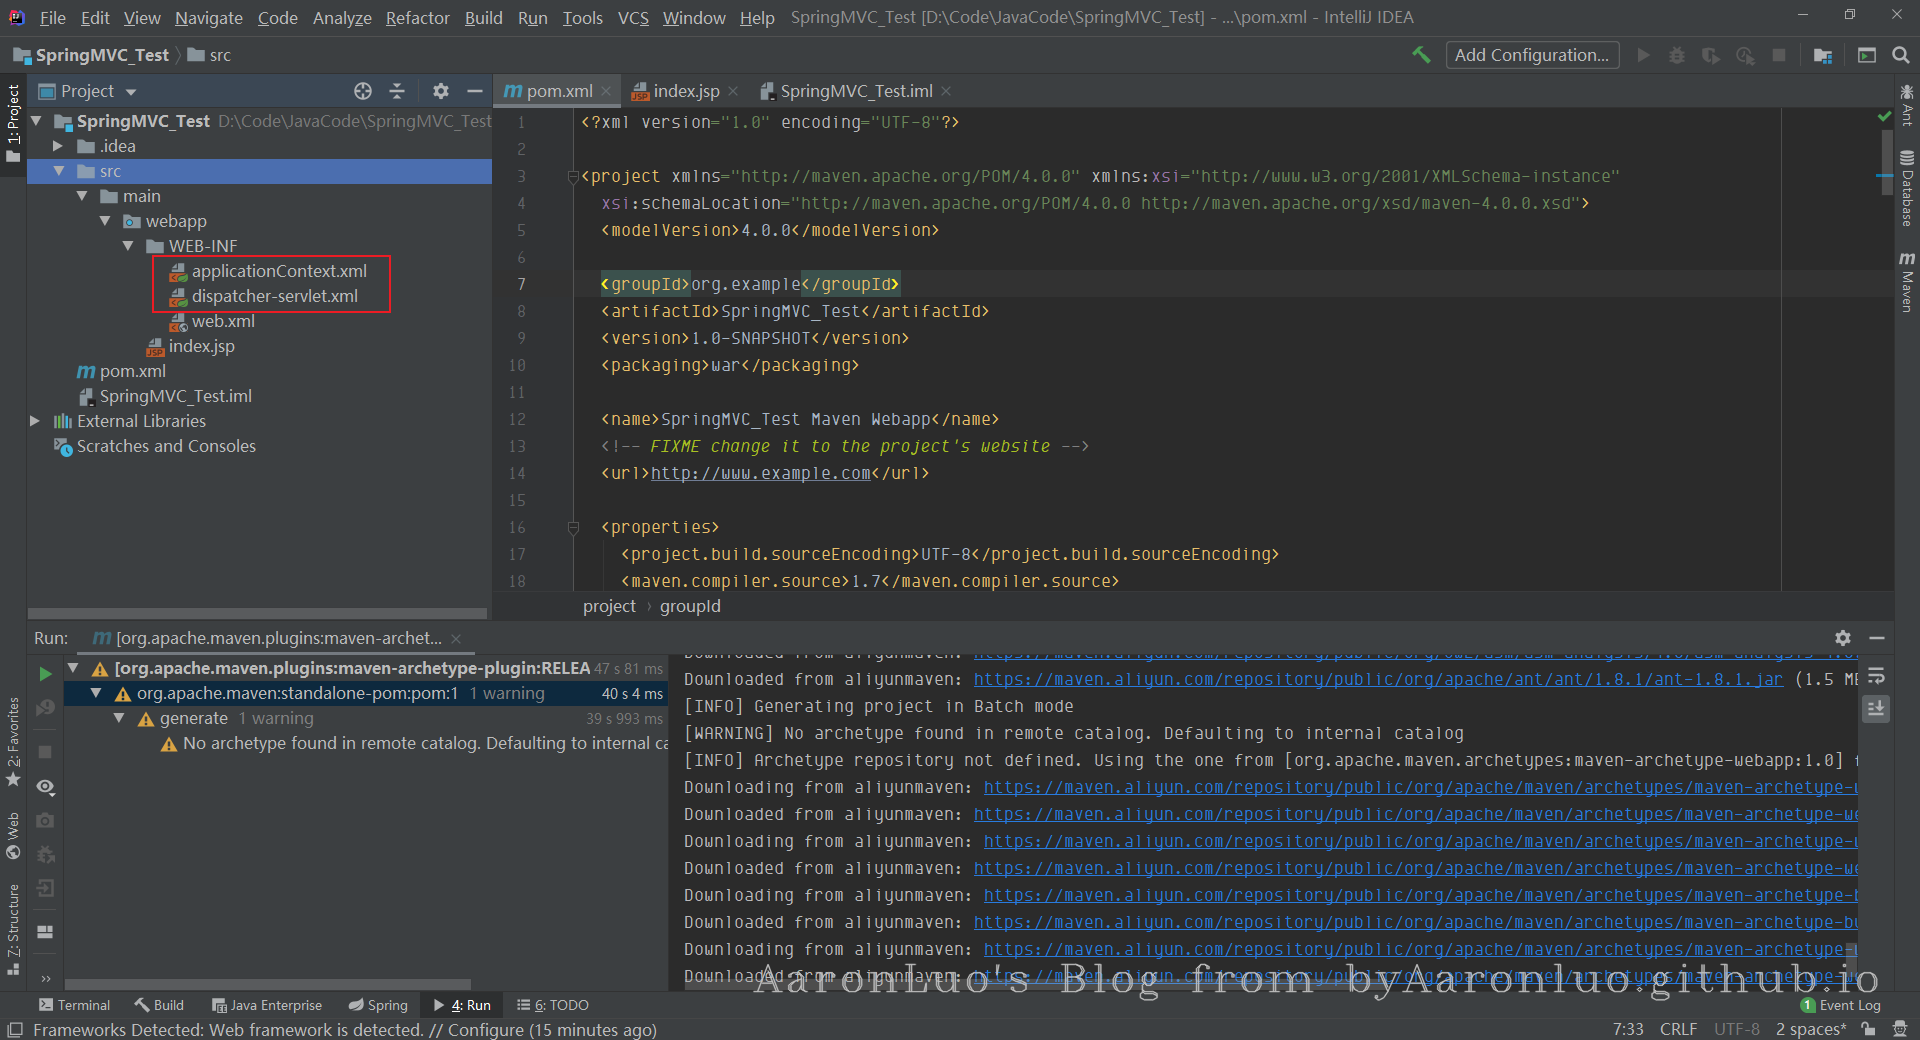 File Edit View Navigate Code Analyze Refactor Build Run Tools VCS Window Help SpringMVC_Test [D:\Code\JavaCode\SpringMVC_Test] - ...\pom.xml - IntelliJ IDEA
SpringMVC_Test src
Add Configuration...
1: Project
Project
pom.xml
index.jsp
SpringMVC_Test.iml
SpringMVC_Test D:\Code\JavaCode\SpringMVC_Test
.idea
src
main
webapp
WEB-INF
applicationContext.xml
dispatcher-servlet.xml
web.xml
index.jsp
pom.xml
SpringMVC_Test.iml
External Libraries
Scratches and Consoles
1 <?xml version="1.0" encoding="UTF-8"?>
2
3 <project xmlns="http://maven.apache.org/POM/4.0.0" xmlns:xsi="http://www.w3.org/2001/XMLSchema-instance"
4 xsi:schemaLocation="http://maven.apache.org/POM/4.0.0 http://maven.apache.org/xsd/maven-4.0.0.xsd">
5 <modelVersion>4.0.0</modelVersion>
6
7 <groupId>org.example</groupId>
8 <artifactId>SpringMVC_Test</artifactId>
9 <version>1.0-SNAPSHOT</version>
10 <packaging>war</packaging>
11
12 <name>SpringMVC_Test Maven Webapp</name>
13 <!-- FIXME change it to the project's website -->
14 <url>http://www.example.com</url>
15
16 <properties>
17 <project.build.sourceEncoding>UTF-8</project.build.sourceEncoding>
18 <maven.compiler.source>1.7</maven.compiler.source>
project › groupId
Ant
Database
Maven
Run: [org.apache.maven.plugins:maven-archet...
[org.apache.maven.plugins:maven-archetype-plugin:RELEA 47 s 81 ms
org.apache.maven:standalone-pom:pom:1 1 warning 40 s 4 ms
generate 1 warning 39 s 993 ms
No archetype found in remote catalog. Defaulting to internal ca
Downloaded from aliyunmaven:
Downloaded from aliyunmaven: https://maven.aliyun.com/repository/public/org/apache/ant/ant/1.8.1/ant-1.8.1.jar (1.5 MB
[INFO] Generating project in Batch mode
[WARNING] No archetype found in remote catalog. Defaulting to internal catalog
[INFO] Archetype repository not defined. Using the one from [org.apache.maven.archetypes:maven-archetype-webapp:1.0] f
Downloading from aliyunmaven: https://maven.aliyun.com/repository/public/org/apache/maven/archetypes/maven-archetype-w
Downloaded from aliyunmaven: https://maven.aliyun.com/repository/public/org/apache/maven/archetypes/maven-archetype-we
Downloading from aliyunmaven: https://maven.aliyun.com/repository/public/org/apache/maven/archetypes/maven-archetype-w
Downloaded from aliyunmaven: https://maven.aliyun.com/repository/public/org/apache/maven/archetypes/maven-archetype-we
Downloading from aliyunmaven: https://maven.aliyun.com/repository/public/org/apache/maven/archetypes/maven-archetype-b
Downloaded from aliyunmaven: https://maven.aliyun.com/repository/public/org/apache/maven/archetypes/maven-archetype-bu
Downloading from aliyunmaven: https://maven.aliyun.com/repository/public/org/apache/maven/archetypes/maven-archetype-
Downloaded from aliyunmaven:
AaronLuo's Blog from byAaronluo.github.io
2: Favorites
Web
7: Structure
Terminal Build Java Enterprise Spring 4: Run 6: TODO
1 Event Log
Frameworks Detected: Web framework is detected. // Configure (15 minutes ago)
7:33 CRLF UTF-8 2 spaces*